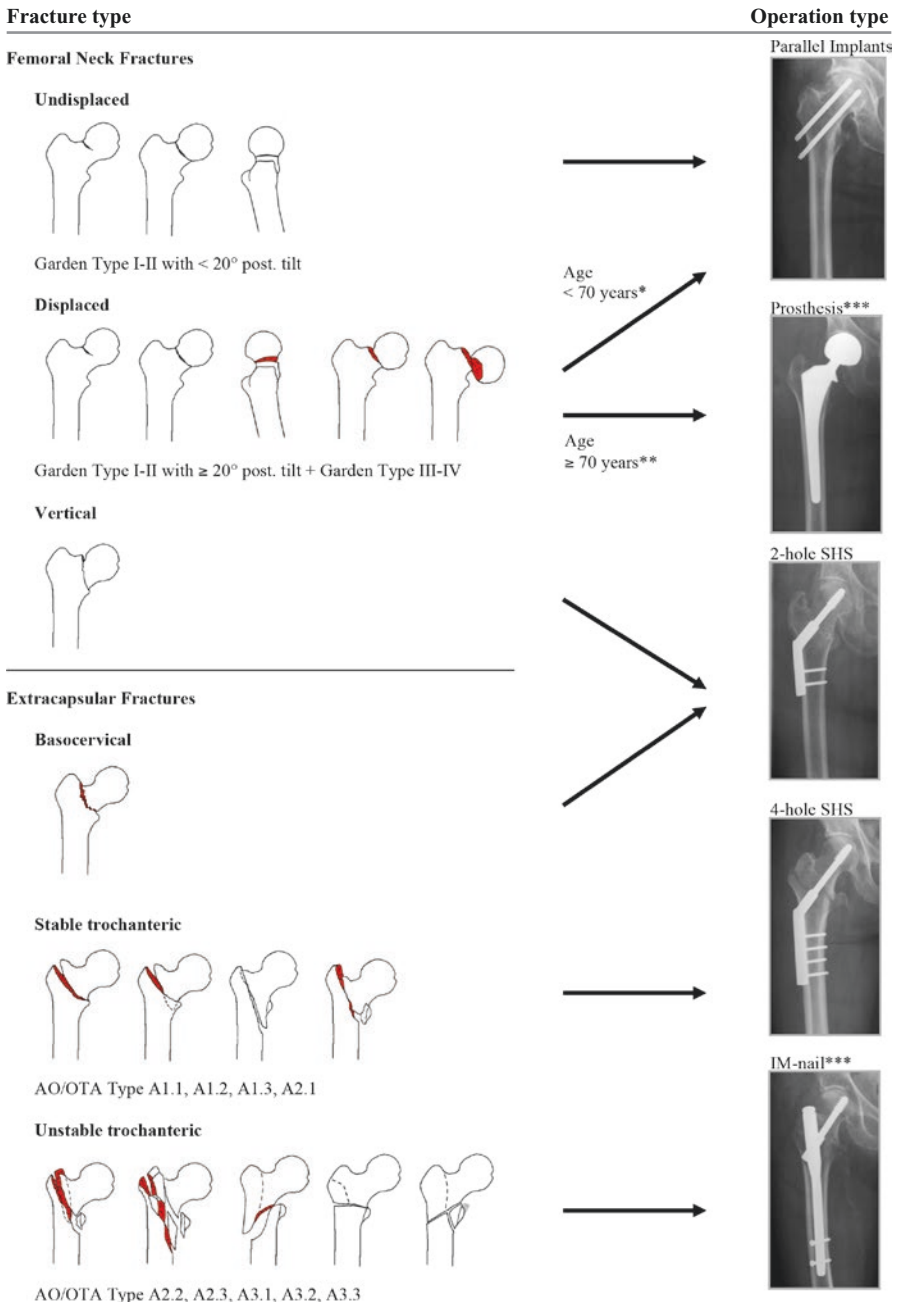 Fracture type
Operation type
Femoral Neck Fractures
Parallel Implants
Undisplaced
Garden Type I-II with < 20° post. tilt
Age
< 70 years*
Displaced
Prosthesis***
Age
≥ 70 years**
Garden Type I-II with ≥ 20° post. tilt + Garden Type III-IV
Vertical
2-hole SHS
Extracapsular Fractures
Basocervical
4-hole SHS
Stable trochanteric
AO/OTA Type A1.1, A1.2, A1.3, A2.1
IM-nail***
Unstable trochanteric
AO/OTA Type A2.2, A2.3, A3.1, A3.2, A3.3